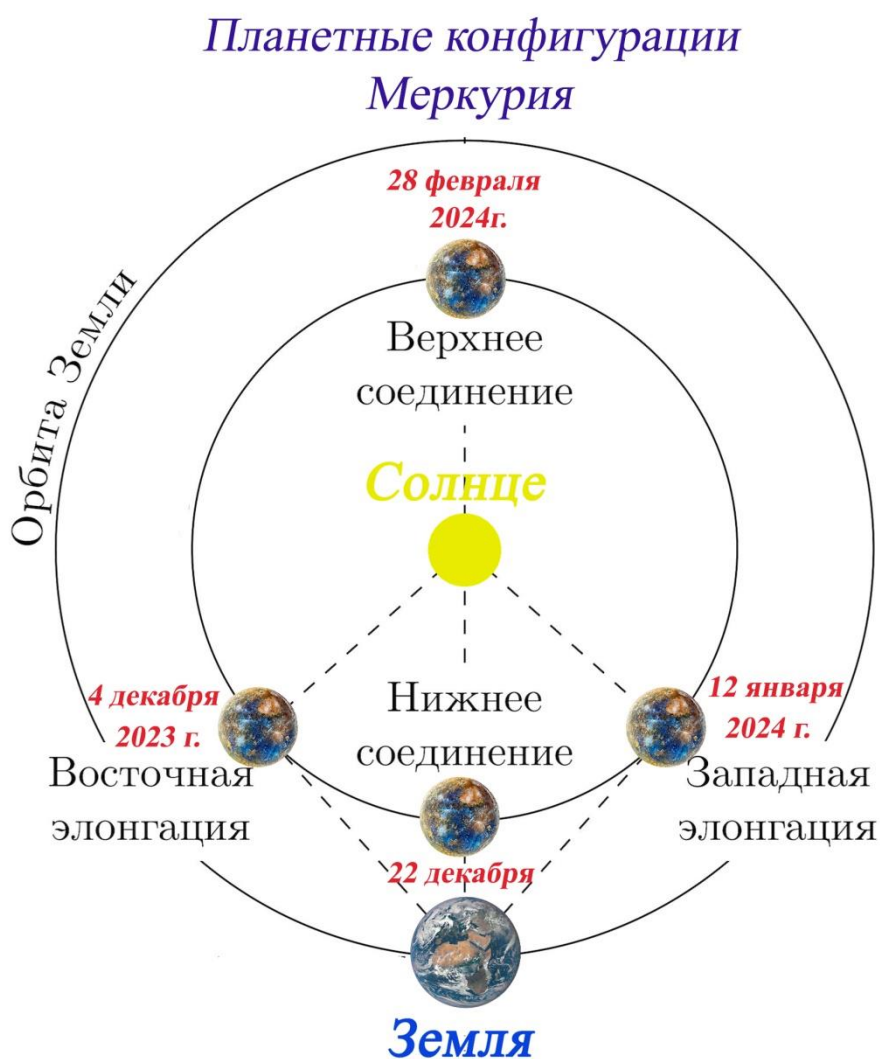 Планетные конфигурации
Меркурия
28 февраля
2024г.
Верхнее
соединение
Орбита Земли
Солнце
4 декабря
2023 г.
Восточная
элонгация
Нижнее
соединение
22 декабря
12 января
2024 г.
Западная
элонгация
Земля